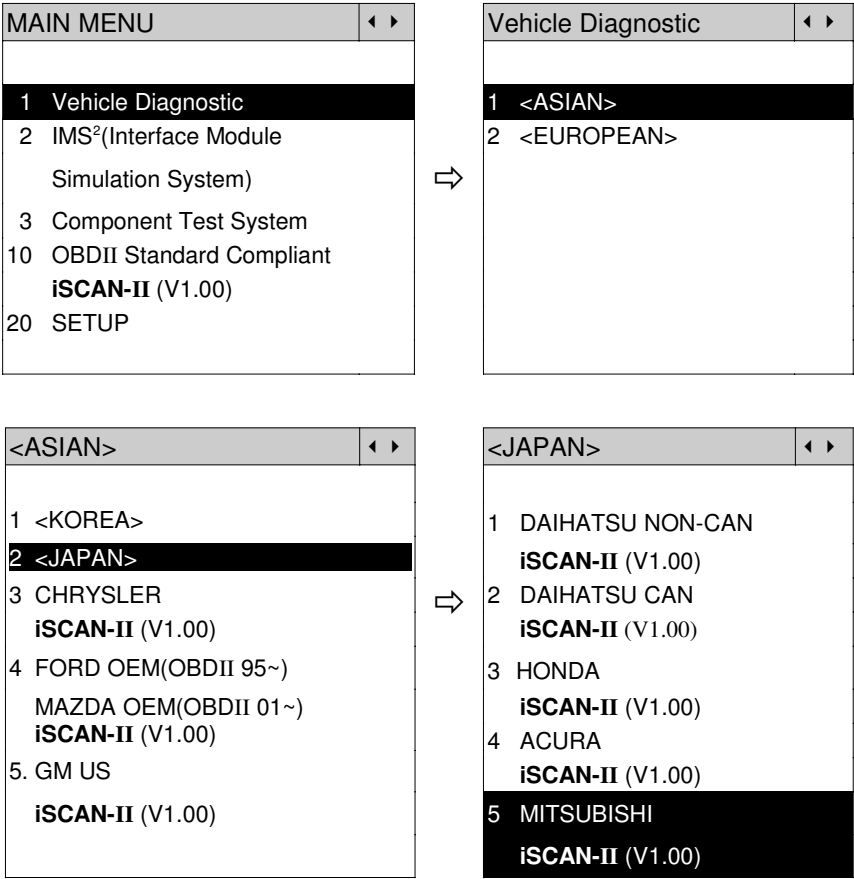 MAIN MENU
1 Vehicle Diagnostic
2 IMS²(Interface Module
Simulation System)
3 Component Test System
10 OBDII Standard Compliant
iSCAN-II (V1.00)
20 SETUP
Vehicle Diagnostic
1 <ASIAN>
2 <EUROPEAN>
<ASIAN>
1 <KOREA>
2 <JAPAN>
3 CHRYSLER
iSCAN-II (V1.00)
4 FORD OEM(OBDII 95~)
MAZDA OEM(OBDII 01~)
iSCAN-II (V1.00)
5. GM US
iSCAN-II (V1.00)
<JAPAN>
1 DAIHATSU NON-CAN
iSCAN-II (V1.00)
2 DAIHATSU CAN
iSCAN-II (V1.00)
3 HONDA
iSCAN-II (V1.00)
4 ACURA
iSCAN-II (V1.00)
5 MITSUBISHI
iSCAN-II (V1.00)